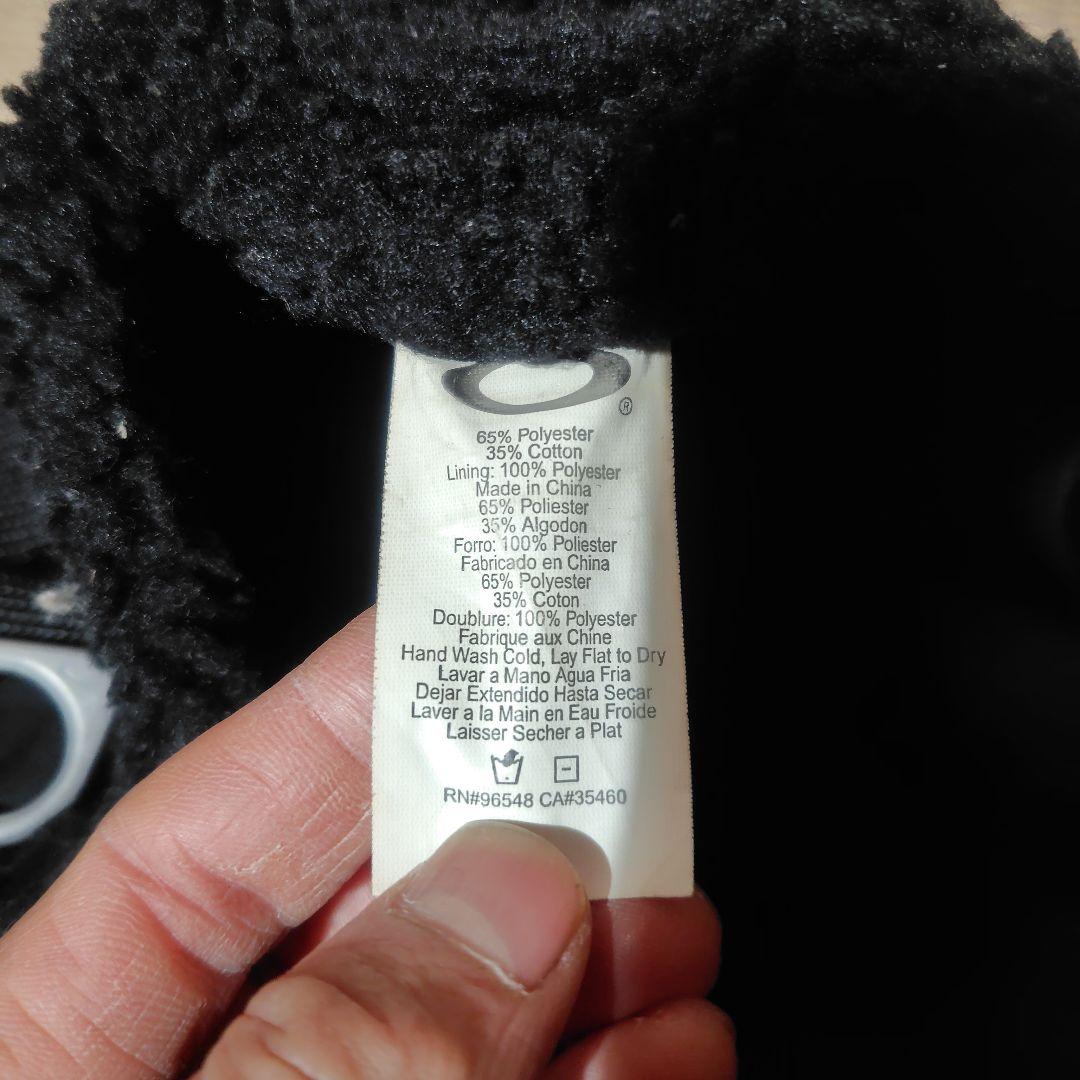 ®
65% Polyester
35% Cotton
Lining: 100% Polyester
Made in China
65% Poliester
35% Algodon
Forro: 100% Poliester
Fabricado en China
65% Polyester
35% Coton
Doublure: 100% Polyester
Fabrique aux Chine
Hand Wash Cold, Lay Flat to Dry
Lavar a Mano Agua Fria
Dejar Extendido Hasta Secar
Laver a la Main en Eau Froide
Laisser Secher a Plat
RN#96548 CA#35460